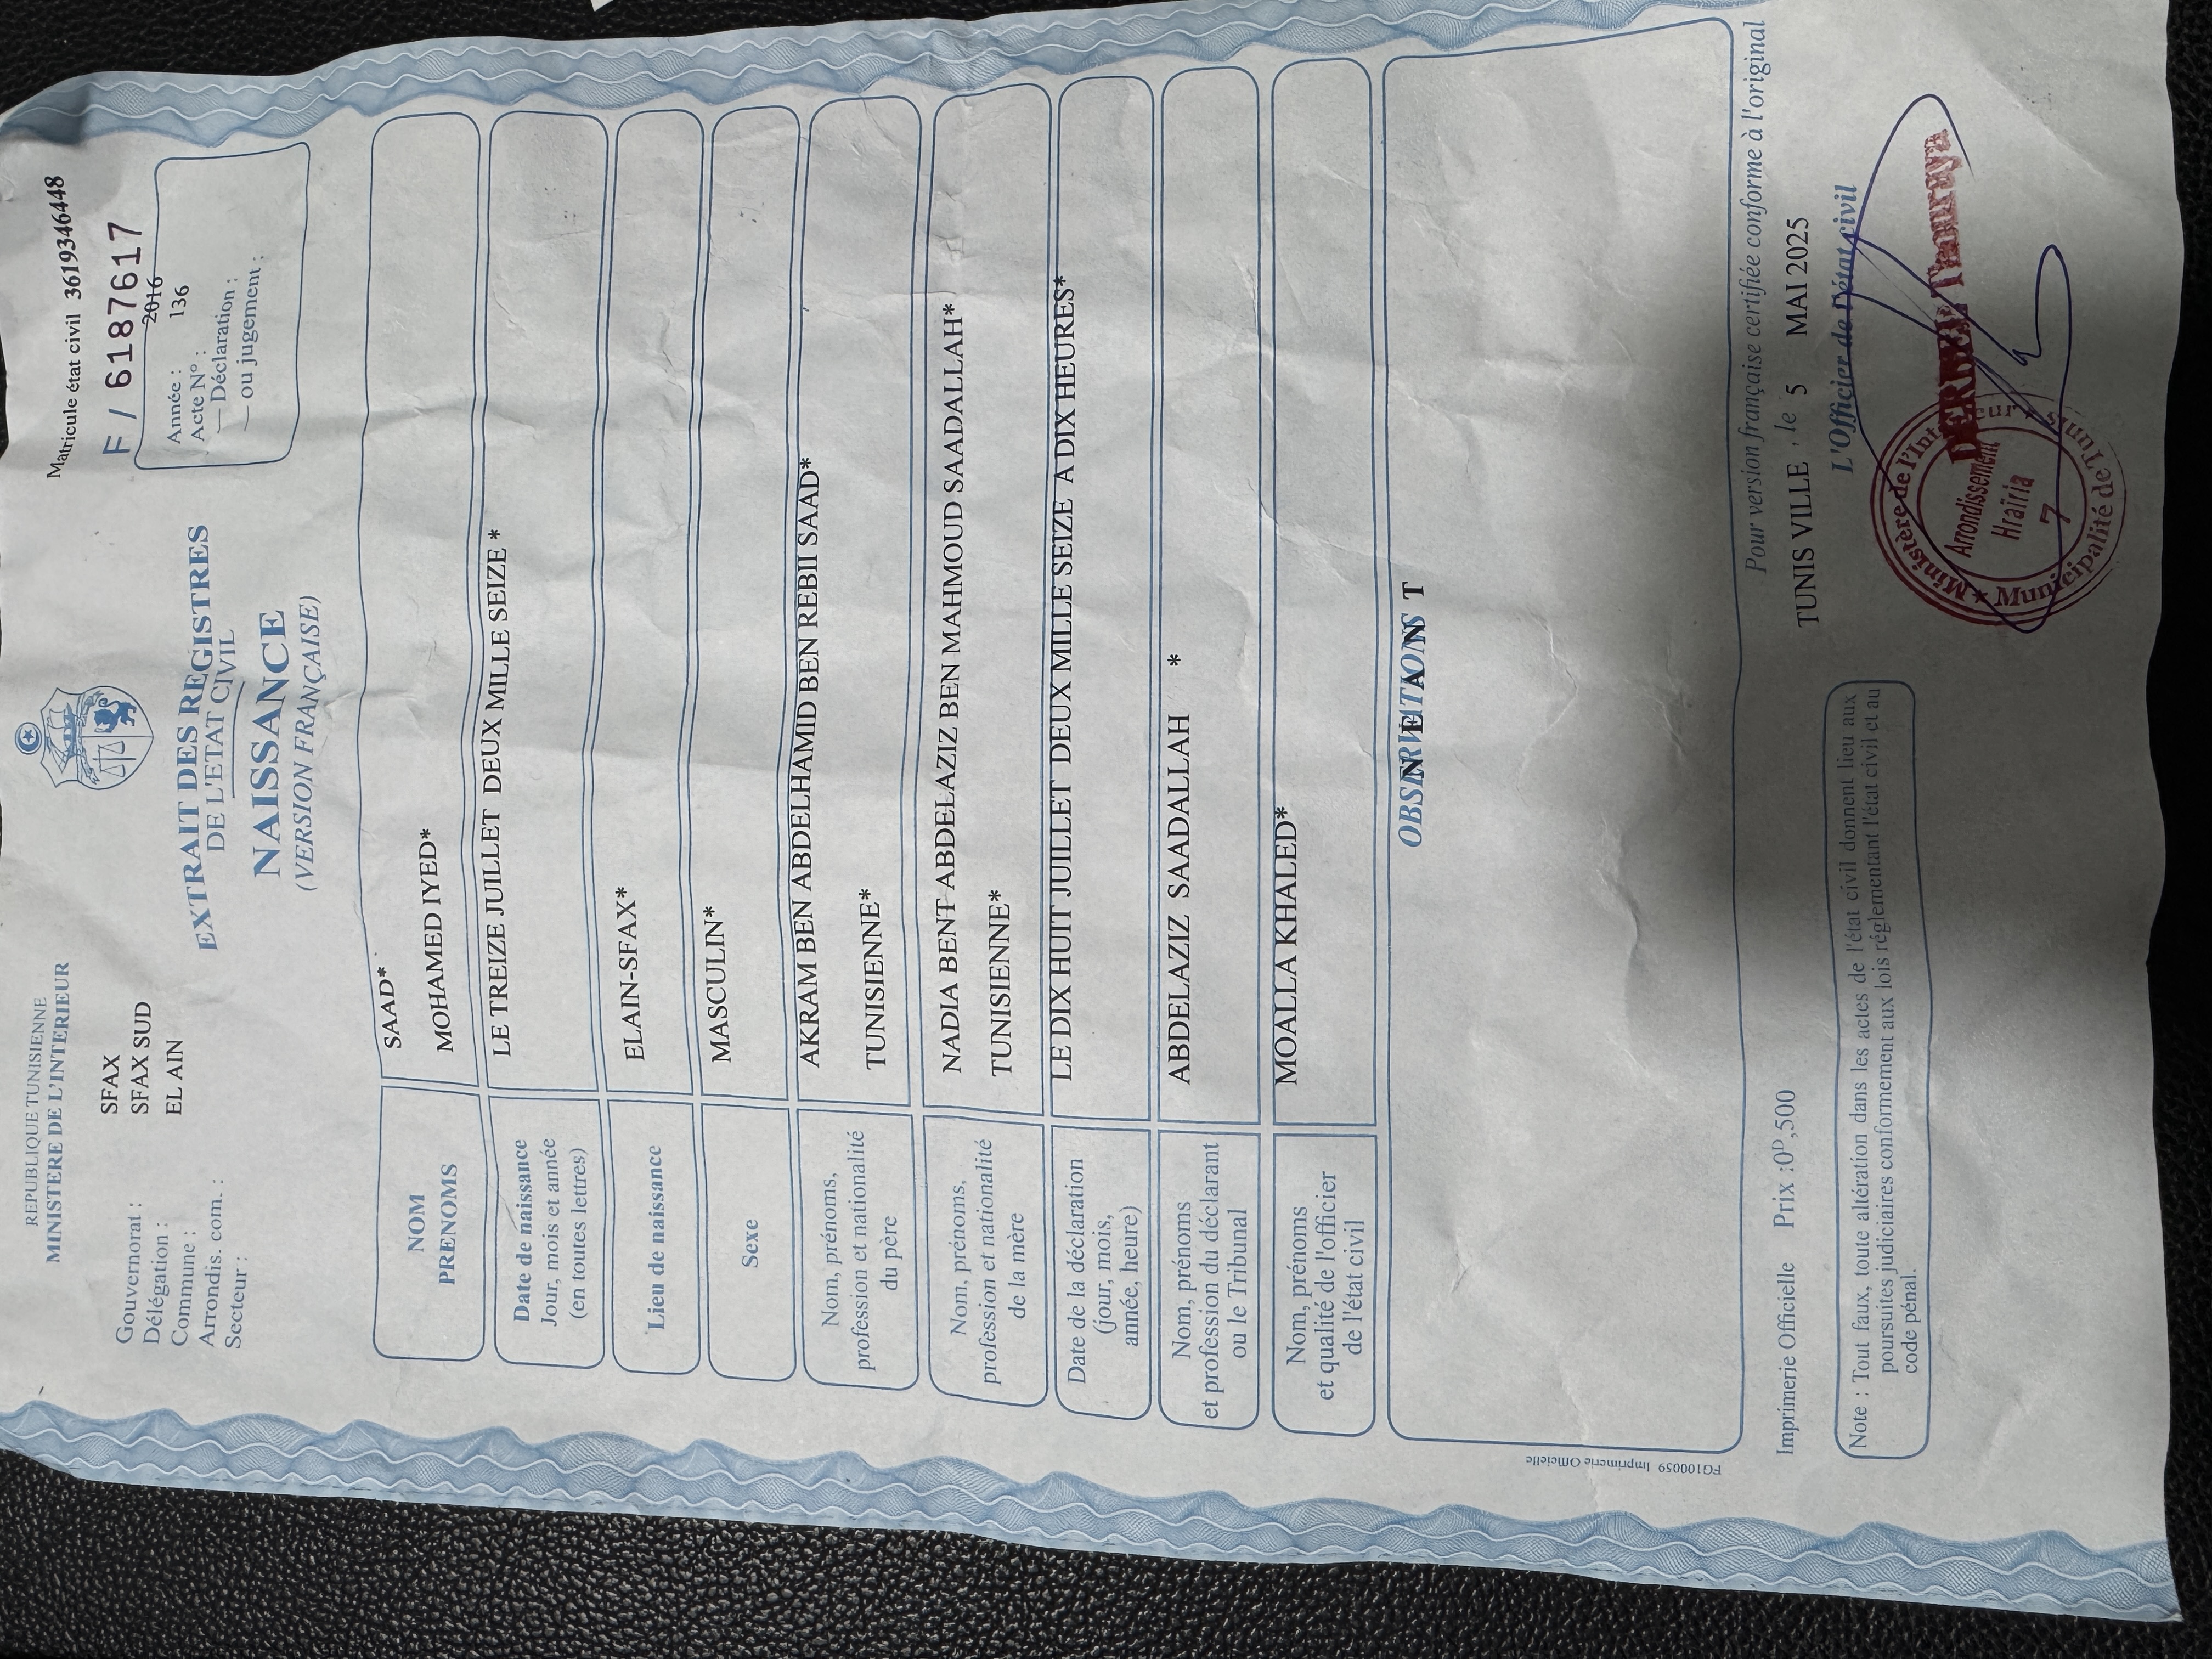 REPUBLIQUE TUNISIENNE
MINISTERE DE L'INTERIEUR
Gouvernorat : SFAX
Délégation : SFAX SUD
Commune : EL AIN
Arrondis. com. :
Secteur :
EXTRAIT DES REGISTRES
DE L'ETAT CIVIL
NAISSANCE
(VERSION FRANÇAISE)
Matricule état civil 3619346448
F / 6187617
Année : 2016
Acte N° : 136
— Déclaration :
— ou jugement :
NOM SAAD*
PRENOMS MOHAMED IYED*
Date de naissance LE TREIZE JUILLET DEUX MILLE SEIZE *
Jour, mois et année
(en toutes lettres)
Lieu de naissance ELAIN-SFAX*
Sexe MASCULIN*
Nom, prénoms, AKRAM BEN ABDELHAMID BEN REBII SAAD*
profession et nationalité
du père TUNISIENNE*
Nom, prénoms, NADIA BENT ABDELAZIZ BEN MAHMOUD SAADALLAH*
profession et nationalité
de la mère TUNISIENNE*
Date de la déclaration LE DIX HUIT JUILLET DEUX MILLE SEIZE A DIX HEURES*
(jour, mois,
année, heure)
Nom, prénoms ABDELAZIZ SAADALLAH *
et profession du déclarant
ou le Tribunal
Nom, prénoms MOALLA KHALED*
et qualité de l'officier
de l'état civil
OBSERVATIONS
N E A N T
FG100059 Imprimerie Officielle
Pour version française certifiée conforme à l'original
Imprimerie Officielle Prix :0ᴰ,500
TUNIS VILLE , le 5 MAI 2025
L'Officier de l'état civil
Note : Tout faux, toute altération dans les actes de l'état civil donnent lieu aux
poursuites judiciaires conformement aux lois réglementant l'état civil et au
code pénal.
Ministère de l'Intérieur
Municipalité de Tunis
Arrondissement
Hraïria
7
Thouraya